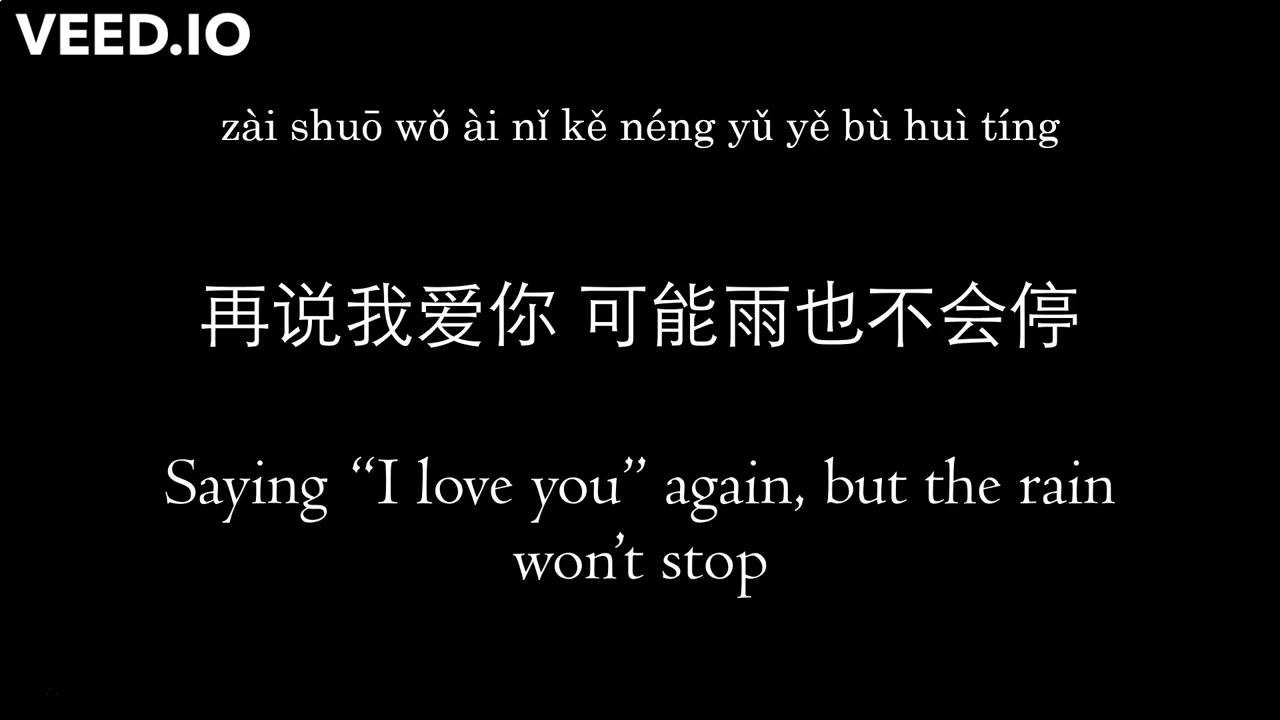 VEED.IO
zài shuō wǒ ài nǐ kě néng yǔ yě bù huì tíng
再说我爱你 可能雨也不会停
Saying “I love you” again, but the rain
won’t stop